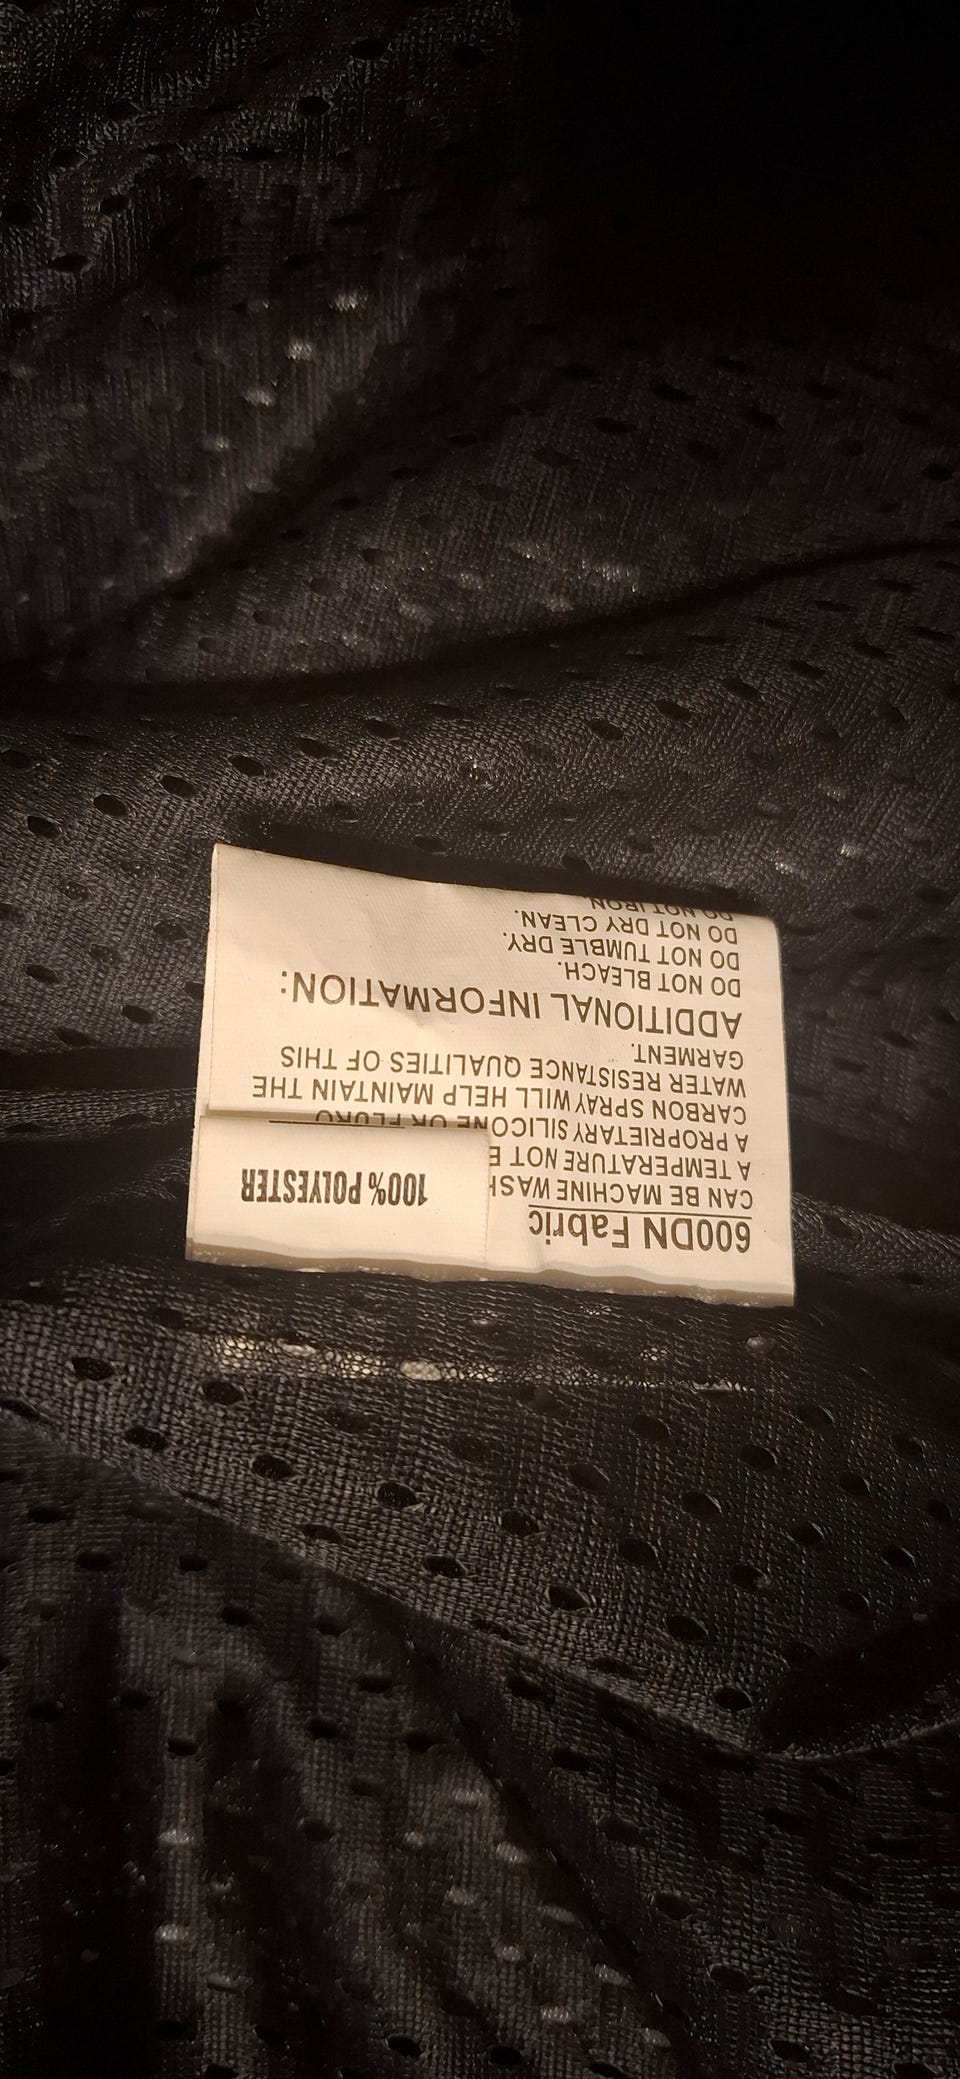 100% POLYESTER
600DN Fabric
CAN BE MACHINE WASH
A TEMPERATURE NOT E
A PROPRIETARY SILICONE OR FLURO
CARBON SPRAY WILL HELP MAINTAIN THE
WATER RESISTANCE QUALITIES OF THIS
GARMENT.
ADDITIONAL INFORMATION:
DO NOT BLEACH.
DO NOT TUMBLE DRY.
DO NOT DRY CLEAN.
DO NOT IRON.